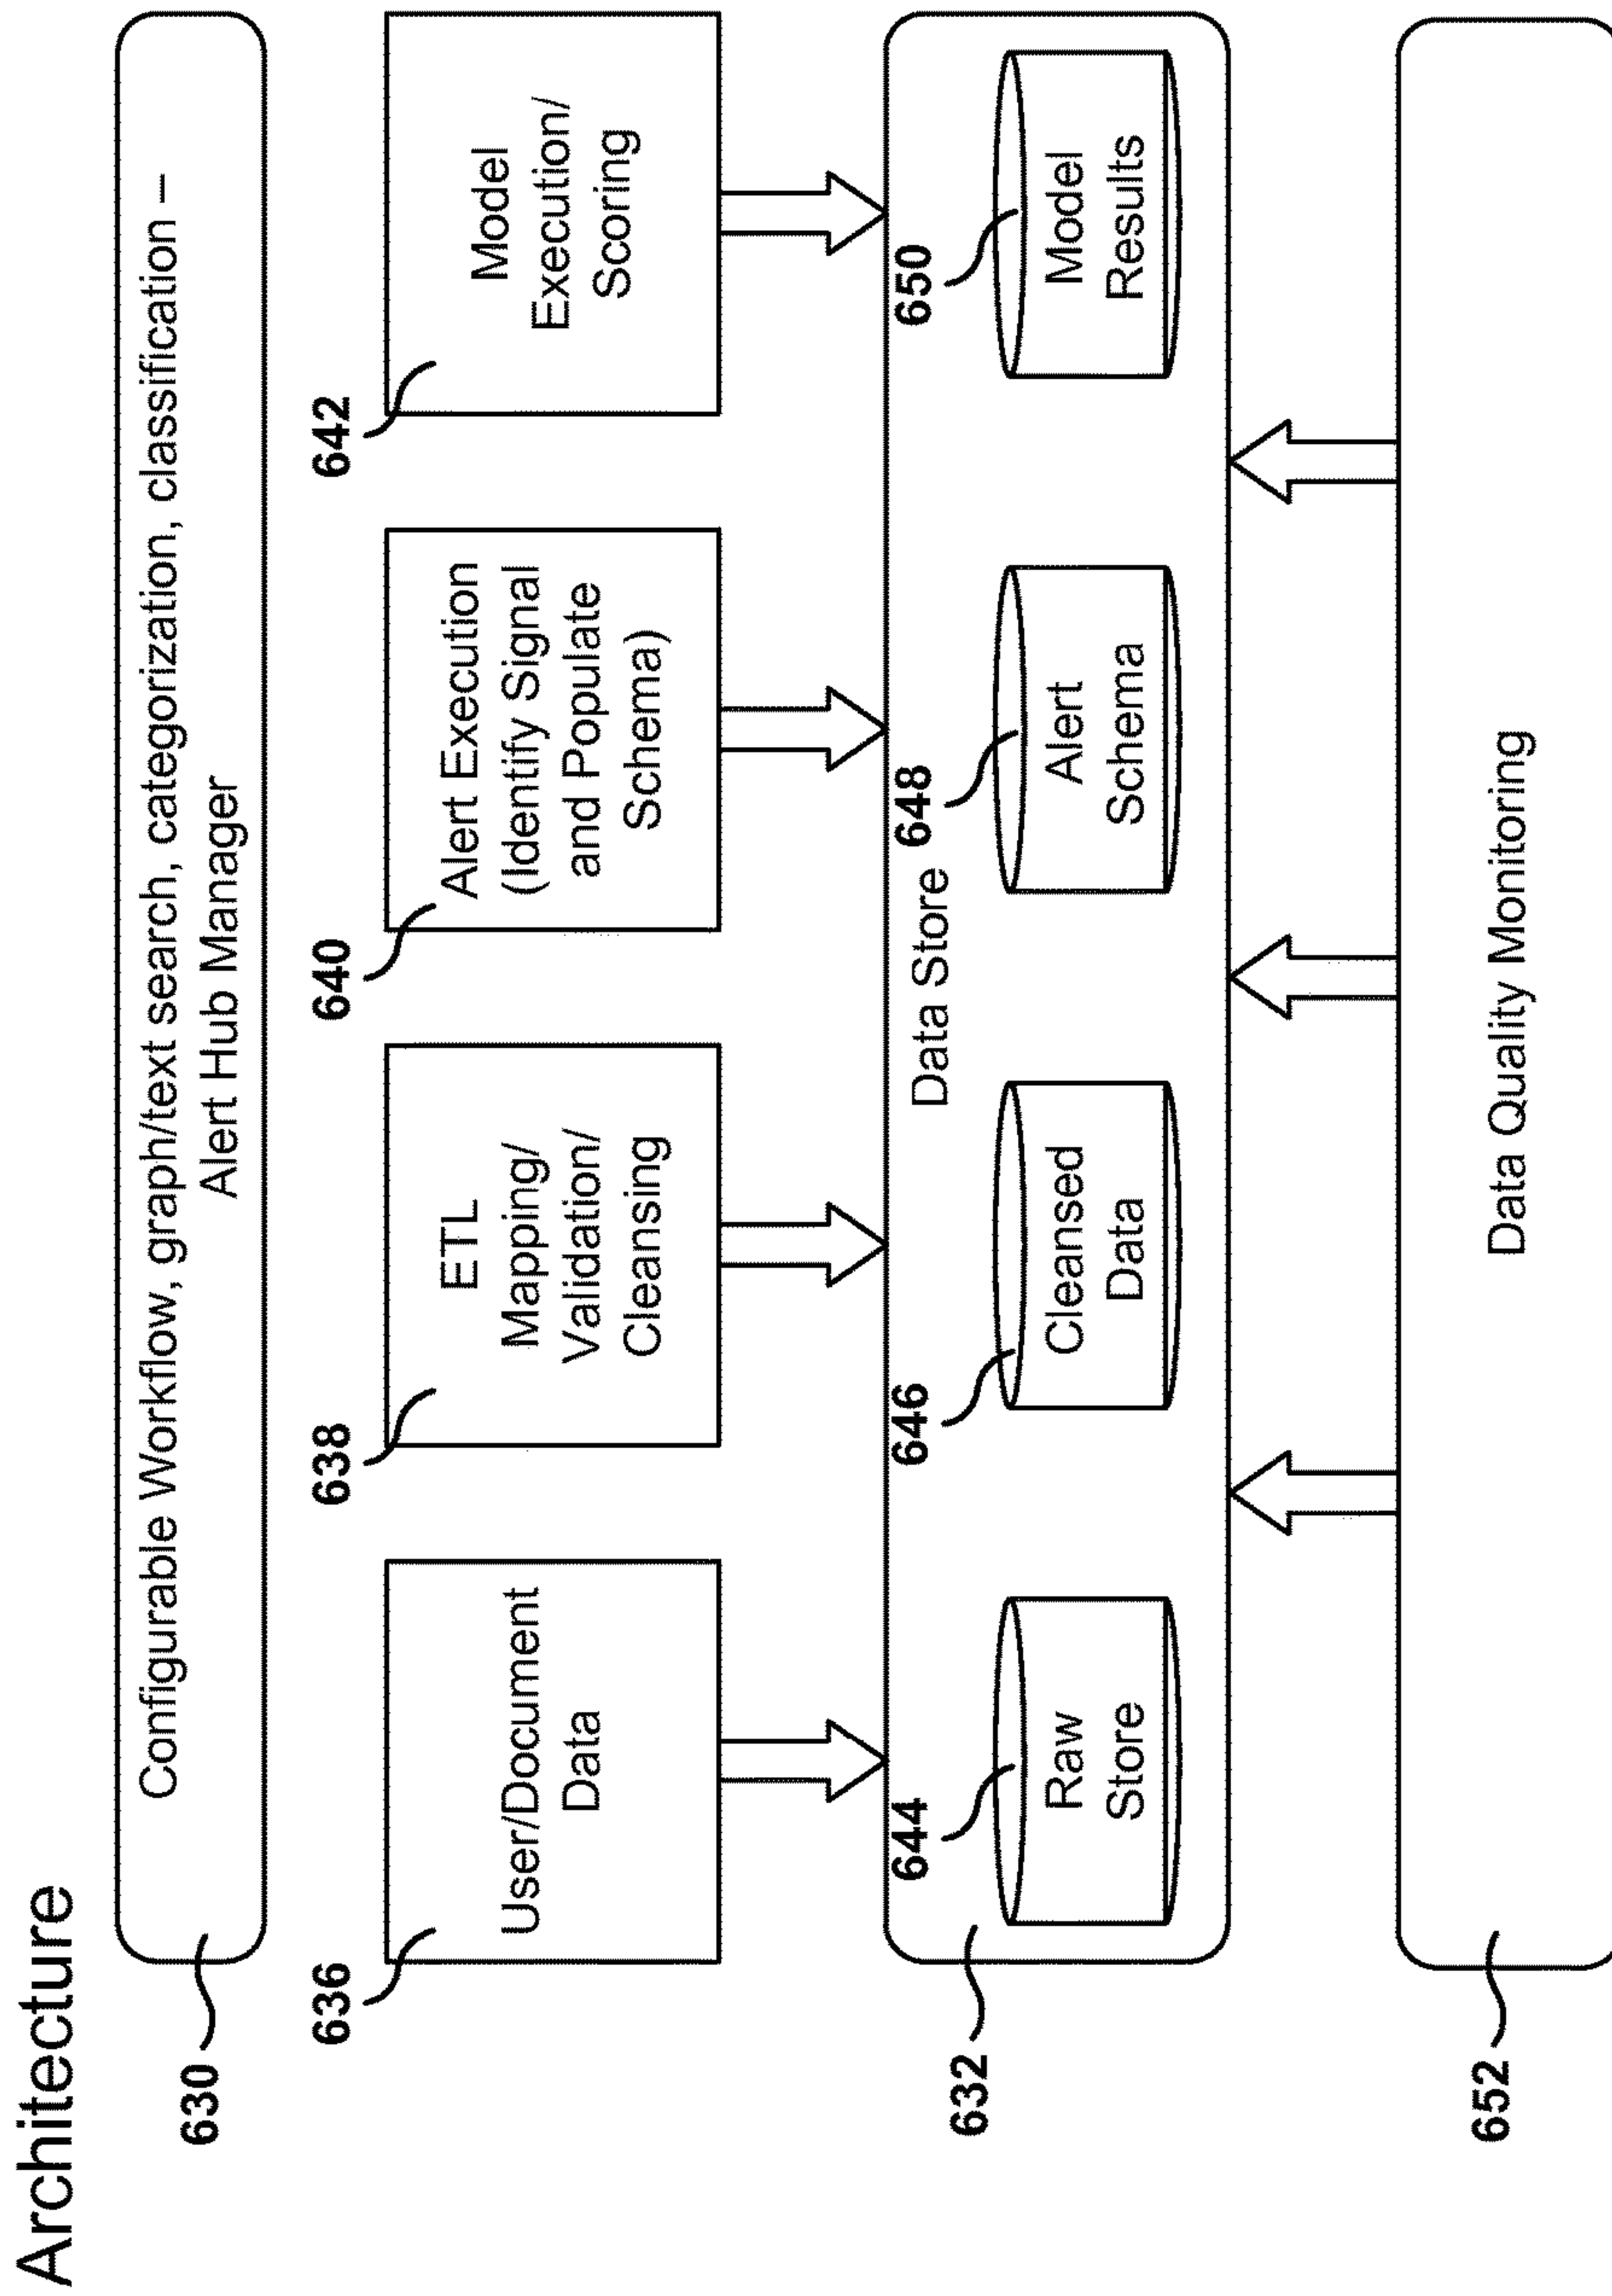 Architecture
630
Configurable Workflow, graph/text search, categorization, classification –
Alert Hub Manager
636
User/Document
Data
638
ETL
Mapping/
Validation/
Cleansing
640
Alert Execution
(Identify Signal
and Populate
Schema)
642
Model
Execution/
Scoring
632
Data Store
644
Raw
Store
646
Cleansed
Data
648
Alert
Schema
650
Model
Results
652
Data Quality Monitoring